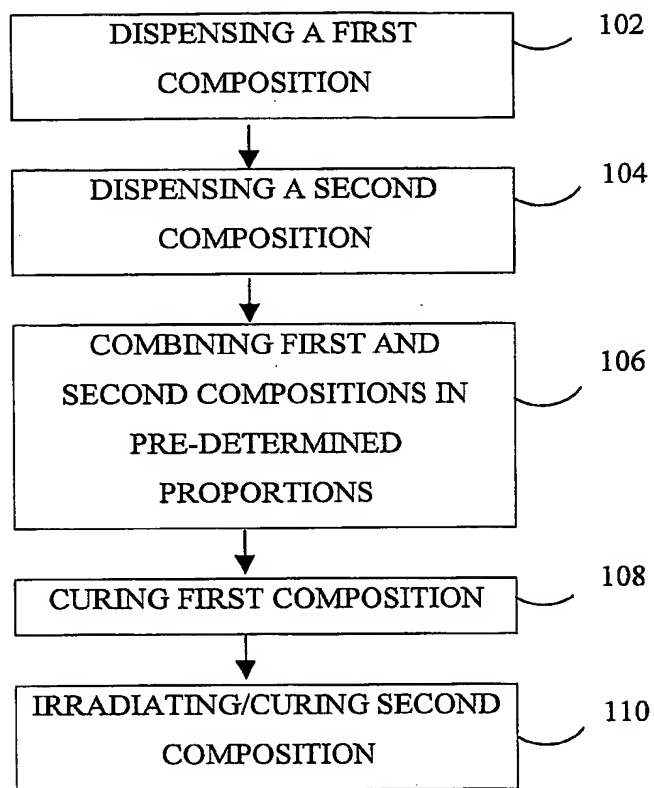 DISPENSING A FIRST
COMPOSITION
102
DISPENSING A SECOND
COMPOSITION
104
COMBINING FIRST AND
SECOND COMPOSITIONS IN
PRE-DETERMINED
PROPORTIONS
106
CURING FIRST COMPOSITION
108
IRRADIATING/CURING SECOND
COMPOSITION
110